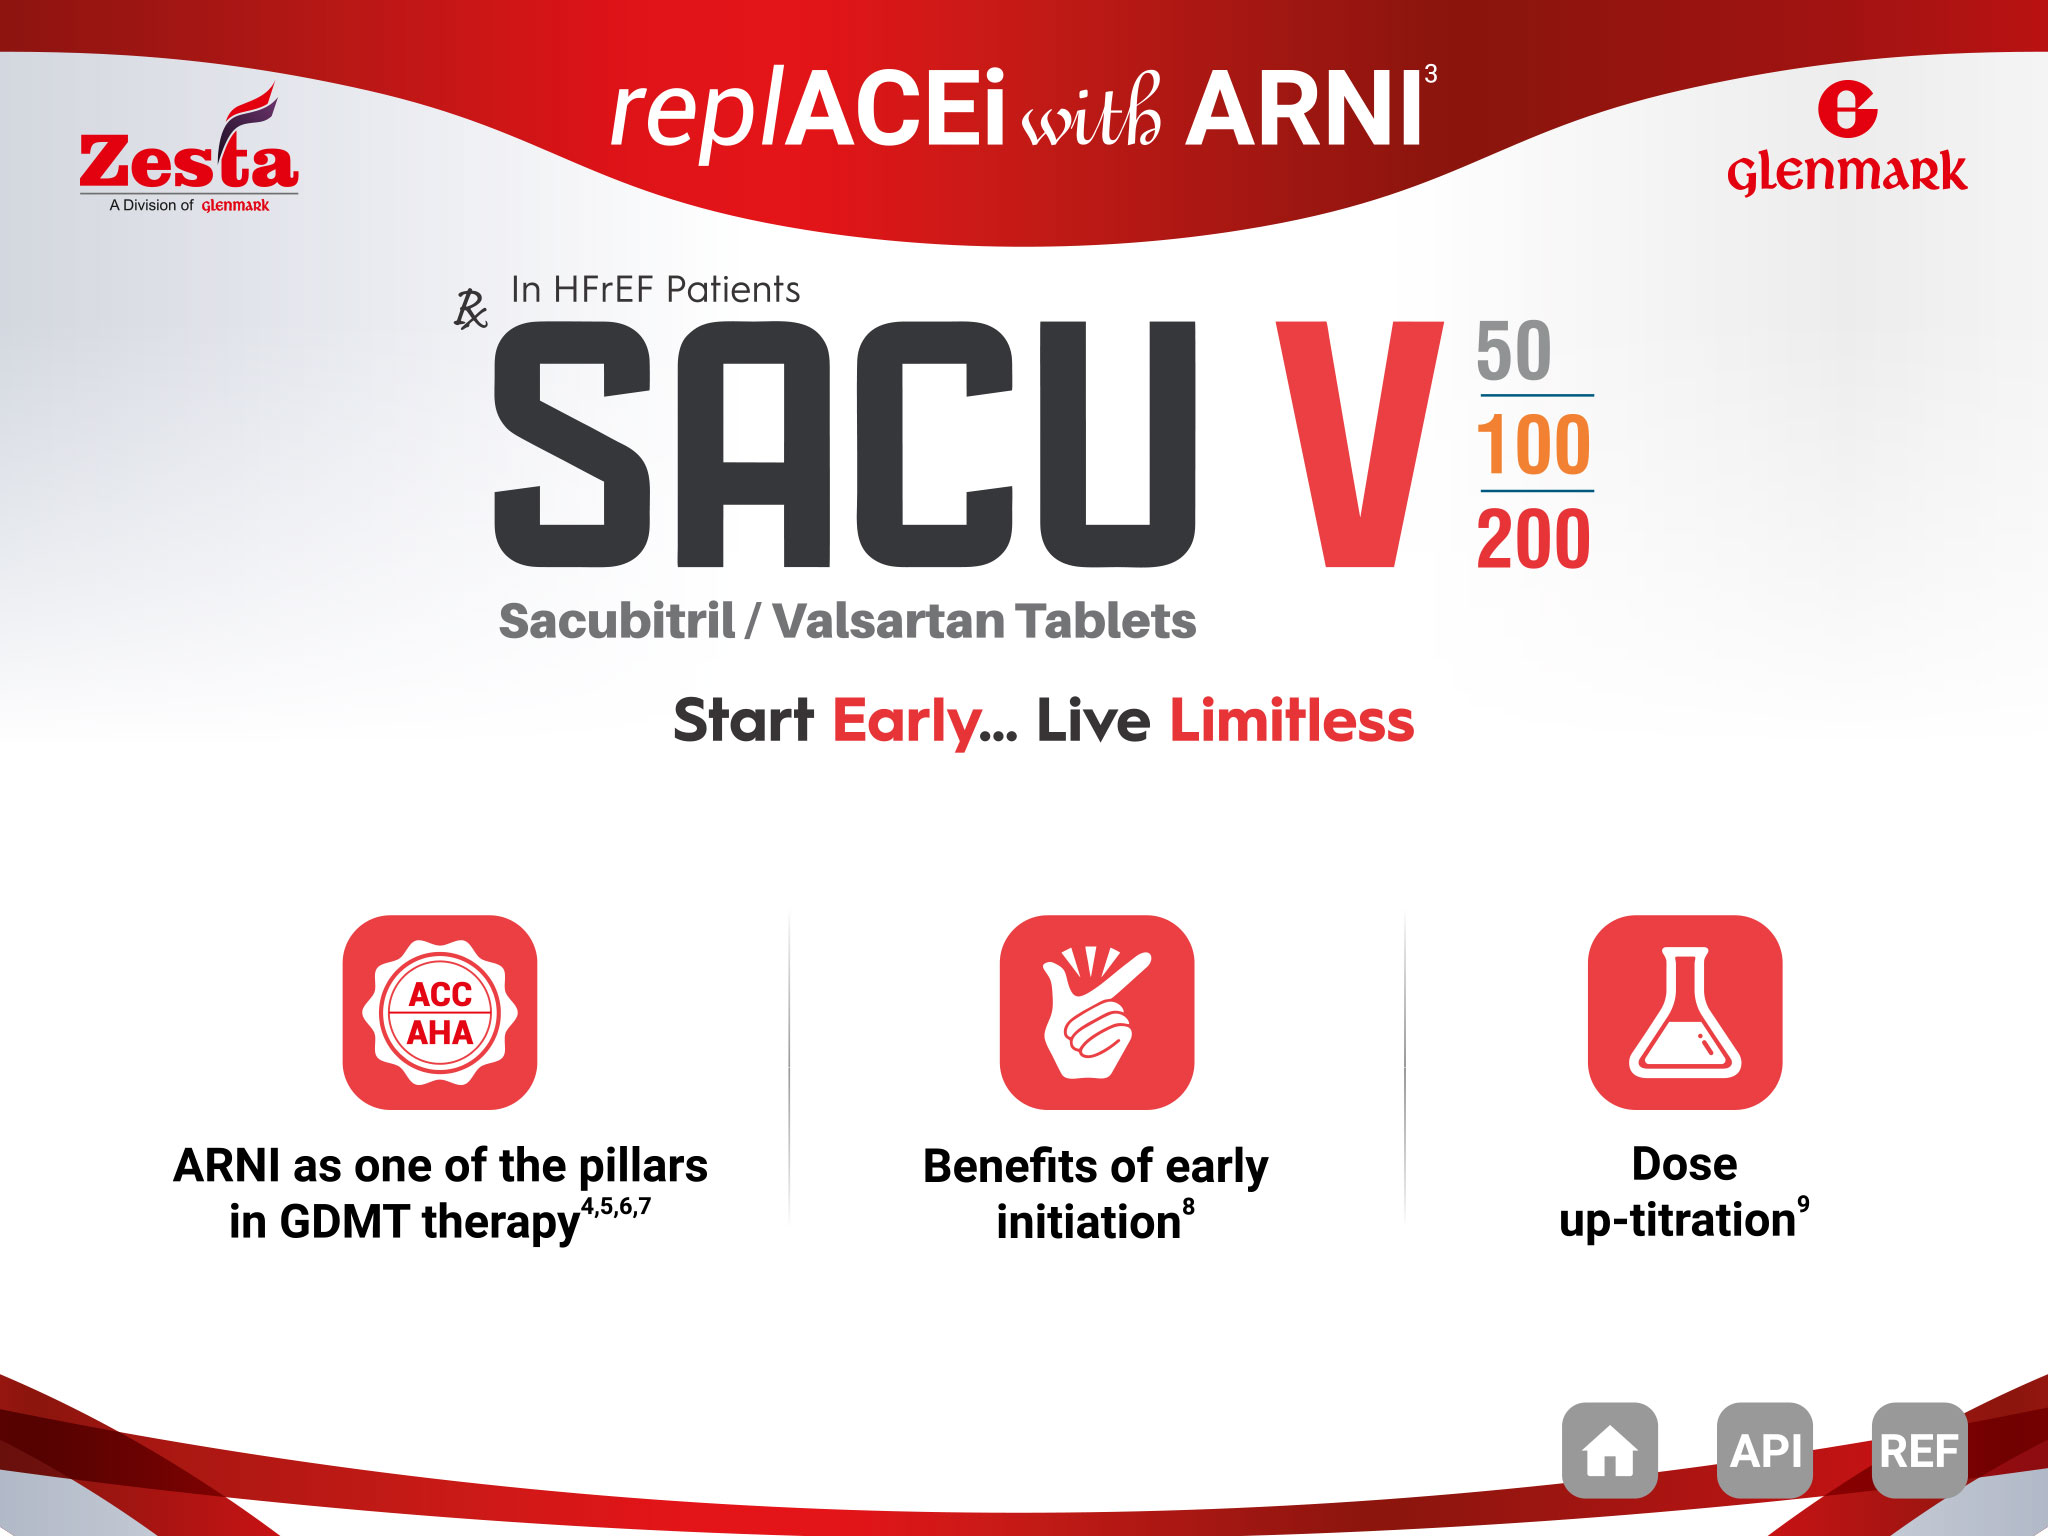 replACEi with ARNI3
Zesta
A Division of glenmark
glenmark
Rx In HFrEF Patients
SACU V
50
100
200
Sacubitril / Valsartan Tablets
Start Early... Live Limitless
ACC
AHA
ARNI as one of the pillars
in GDMT therapy4,5,6,7
Benefits of early
initiation8
Dose
up-titration9
API
REF